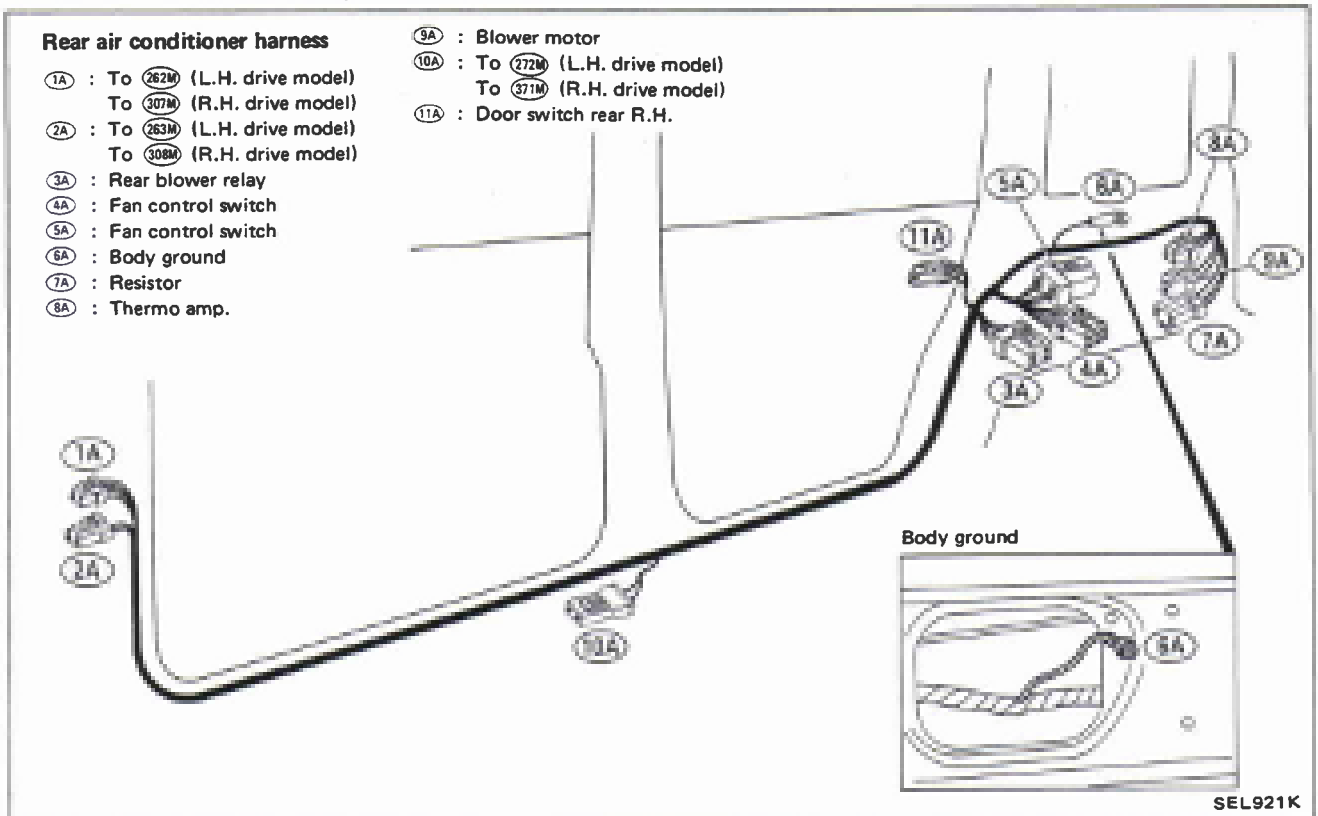 Rear air conditioner harness
1A : To 262M (L.H. drive model)
To 307M (R.H. drive model)
2A : To 263M (L.H. drive model)
To 308M (R.H. drive model)
3A : Rear blower relay
4A : Fan control switch
5A : Fan control switch
6A : Body ground
7A : Resistor
8A : Thermo amp.
9A : Blower motor
10A : To 272M (L.H. drive model)
To 371M (R.H. drive model)
11A : Door switch rear R.H.
8A
5A
6A
11A
9A
7A
4A
3A
1A
2A
10A
Body ground
6A
SEL921K